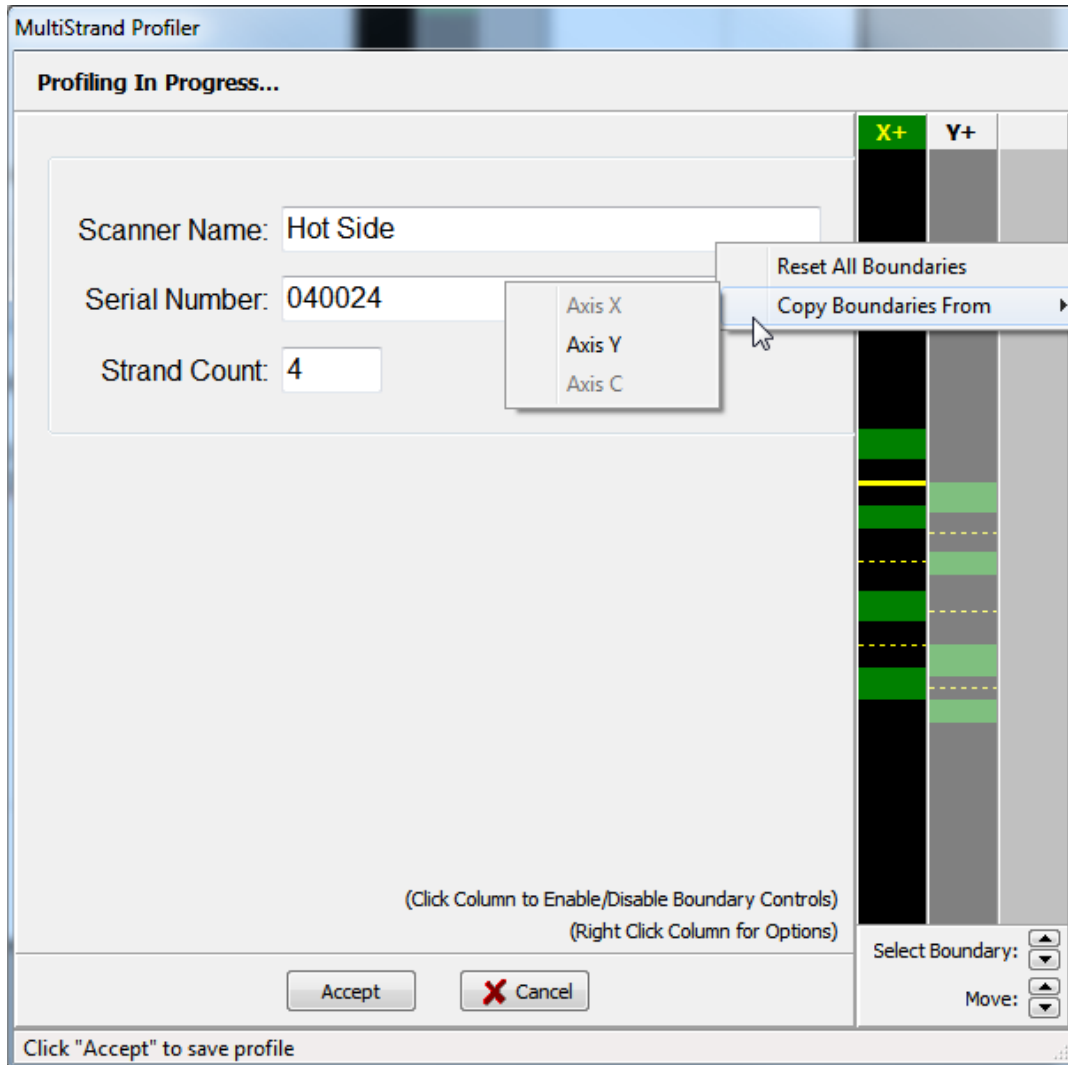 MultiStrand Profiler
Profiling In Progress...
X+ Y+
Scanner Name: Hot Side
Reset All Boundaries
Serial Number: 040024
Copy Boundaries From
Axis X
Axis Y
Strand Count: 4
Axis C
(Click Column to Enable/Disable Boundary Controls)
(Right Click Column for Options)
Select Boundary:
Accept
Cancel
Move:
Click "Accept" to save profile